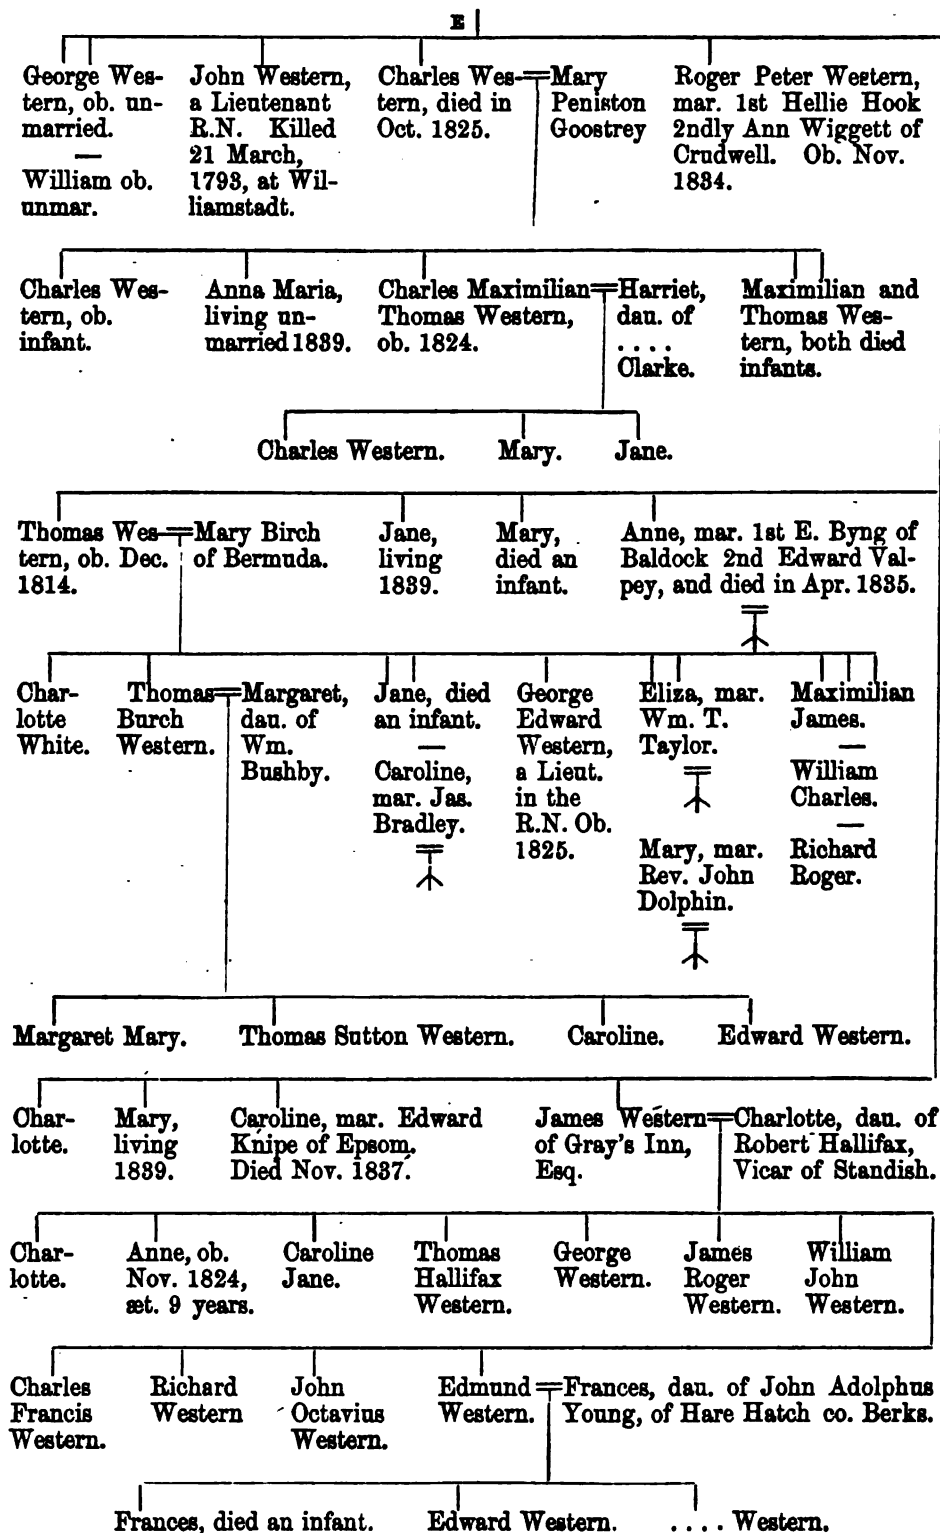 E
George Wes-
tern, ob. un-
married.
—
William ob.
unmar.
John Western,
a Lieutenant
R.N. Killed
21 March,
1793, at Wil-
liamstadt.
Charles Wes-
tern, died in
Oct. 1825.
Mary
Peniston
Goostrey
Roger Peter Western,
mar. 1st Hellie Hook
2ndly Ann Wiggett of
Crudwell. Ob. Nov.
1834.
Charles Wes-
tern, ob.
infant.
Anna Maria,
living un-
married 1839.
Charles Maximilian
Thomas Western,
ob. 1824.
Harriet,
dau. of
. . . .
Clarke.
Maximilian and
Thomas Wes-
tern, both died
infants.
Charles Western.
Mary.
Jane.
Thomas Wes-
tern, ob. Dec.
1814.
Mary Birch
of Bermuda.
Jane,
living
1839.
Mary,
died an
infant.
Anne, mar. 1st E. Byng of
Baldock 2nd Edward Val-
pey, and died in Apr. 1835.
Char-
lotte
White.
Thomas
Burch
Western.
Margaret,
dau. of
Wm.
Bushby.
Jane, died
an infant.
—
Caroline,
mar. Jas.
Bradley.
George
Edward
Western,
a Lieut.
in the
R.N. Ob.
1825.
Eliza, mar.
Wm. T.
Taylor.
Mary, mar.
Rev. John
Dolphin.
Maximilian
James.
—
William
Charles.
—
Richard
Roger.
Margaret Mary.
Thomas Sutton Western.
Caroline.
Edward Western.
Char-
lotte.
Mary,
living
1839.
Caroline, mar. Edward
Knipe of Epsom.
Died Nov. 1837.
James Western
of Gray's Inn,
Esq.
Charlotte, dau. of
Robert Hallifax,
Vicar of Standish.
Char-
lotte.
Anne, ob.
Nov. 1824,
æt. 9 years.
Caroline
Jane.
Thomas
Hallifax
Western.
George
Western.
James
Roger
Western.
William
John
Western.
Charles
Francis
Western.
Richard
Western
John
Octavius
Western.
Edmund
Western.
Frances, dau. of John Adolphus
Young, of Hare Hatch co. Berks.
Frances, died an infant.
Edward Western.
. . . . Western.